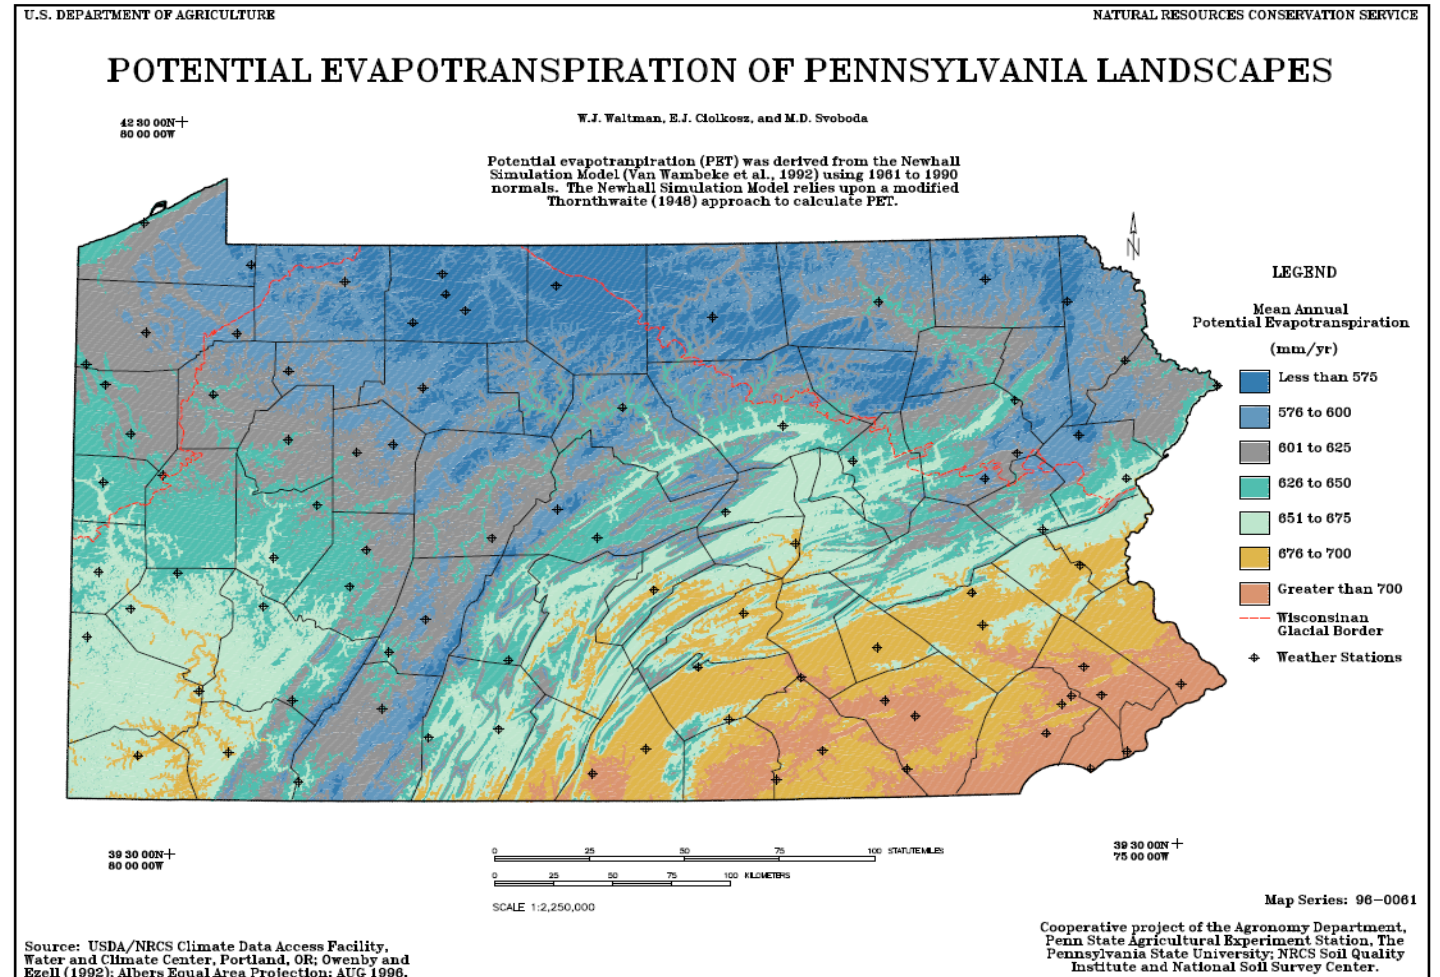 U.S. DEPARTMENT OF AGRICULTURE
NATURAL RESOURCES CONSERVATION SERVICE
POTENTIAL EVAPOTRANSPIRATION OF PENNSYLVANIA LANDSCAPES
42 30 00N
80 00 00W
W.J. Waltman, E.J. Ciolkosz, and M.D. Svoboda
Potential evapotranpiration (PET) was derived from the Newhall
Simulation Model (Van Wambeke et al., 1992) using 1961 to 1990
normals. The Newhall Simulation Model relies upon a modified
Thornthwaite (1948) approach to calculate PET.
N
LEGEND
Mean Annual
Potential Evapotranspiration
(mm/yr)
Less than 575
576 to 600
601 to 625
626 to 650
651 to 675
676 to 700
Greater than 700
Wisconsinan
Glacial Border
Weather Stations
39 30 00N
80 00 00W
0 25 50 75 100 STATUTE MILES
0 25 50 75 100 KILOMETERS
SCALE 1:2,250,000
39 30 00N
75 00 00W
Map Series: 96-0061
Source: USDA/NRCS Climate Data Access Facility,
Water and Climate Center, Portland, OR; Owenby and
Ezell (1992); Albers Equal Area Projection; AUG 1996.
Cooperative project of the Agronomy Department,
Penn State Agricultural Experiment Station, The
Pennsylvania State University; NRCS Soil Quality
Institute and National Soil Survey Center.